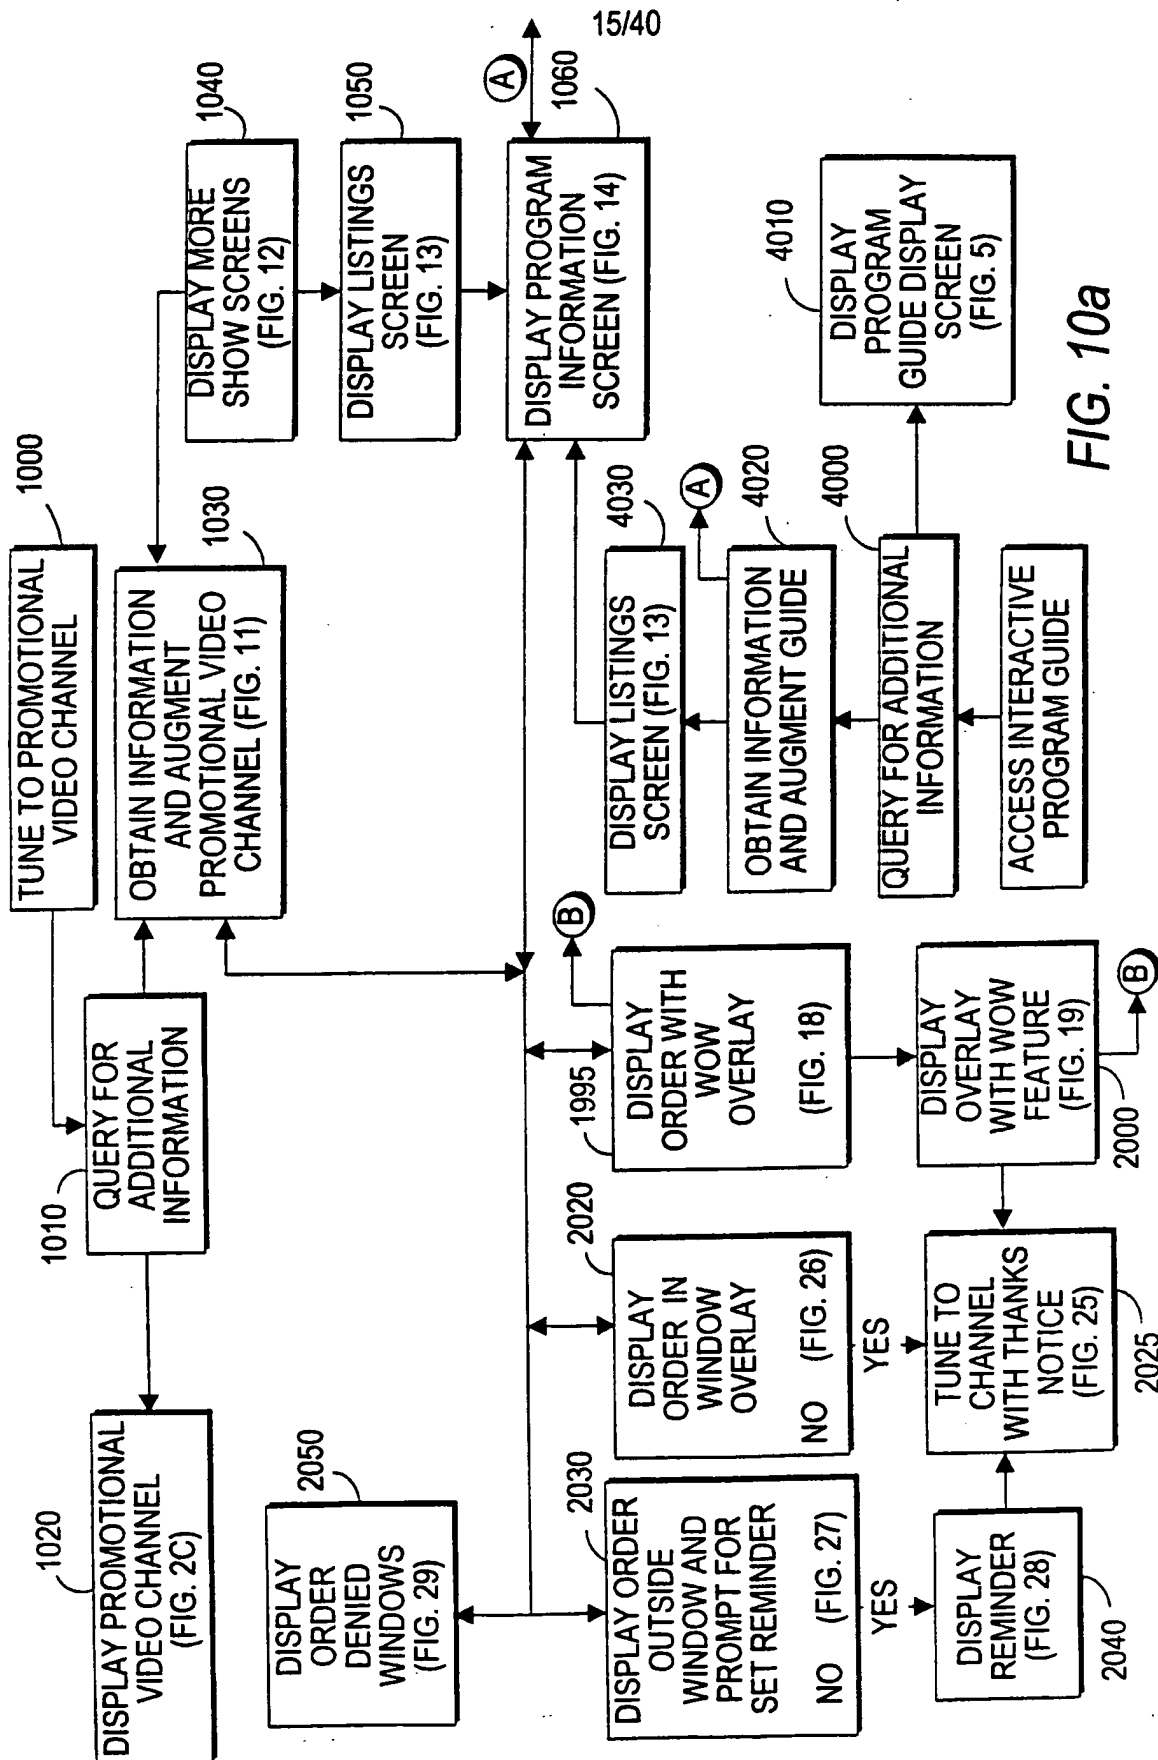 15/40
1000
TUNE TO PROMOTIONAL
VIDEO CHANNEL
1010
QUERY FOR
ADDITIONAL
INFORMATION
1020
DISPLAY PROMOTIONAL
VIDEO CHANNEL
(FIG. 2C)
1030
OBTAIN INFORMATION
AND AUGMENT
PROMOTIONAL VIDEO
CHANNEL (FIG. 11)
1040
DISPLAY MORE
SHOW SCREENS
(FIG. 12)
1050
DISPLAY LISTINGS
SCREEN
(FIG. 13)
1060
DISPLAY PROGRAM
INFORMATION
SCREEN (FIG. 14)
A
2050
DISPLAY
ORDER
DENIED
WINDOWS
(FIG. 29)
2030
DISPLAY ORDER
OUTSIDE
WINDOW AND
PROMPT FOR
SET REMINDER
NO (FIG. 27)
YES
DISPLAY
REMINDER
(FIG. 28)
2040
2020
DISPLAY
ORDER IN
WINDOW
OVERLAY
NO (FIG. 26)
YES
TUNE TO
CHANNEL
WITH THANKS
NOTICE
(FIG. 25)
2025
1995
DISPLAY
ORDER WITH
WOW
OVERLAY
(FIG. 18)
B
DISPLAY
OVERLAY
WITH WOW
FEATURE
(FIG. 19)
2000
B
4030
DISPLAY LISTINGS
SCREEN (FIG. 13)
A
4020
OBTAIN INFORMATION
AND AUGMENT GUIDE
4000
QUERY FOR ADDITIONAL
INFORMATION
ACCESS INTERACTIVE
PROGRAM GUIDE
4010
DISPLAY
PROGRAM
GUIDE DISPLAY
SCREEN
(FIG. 5)
FIG. 10a